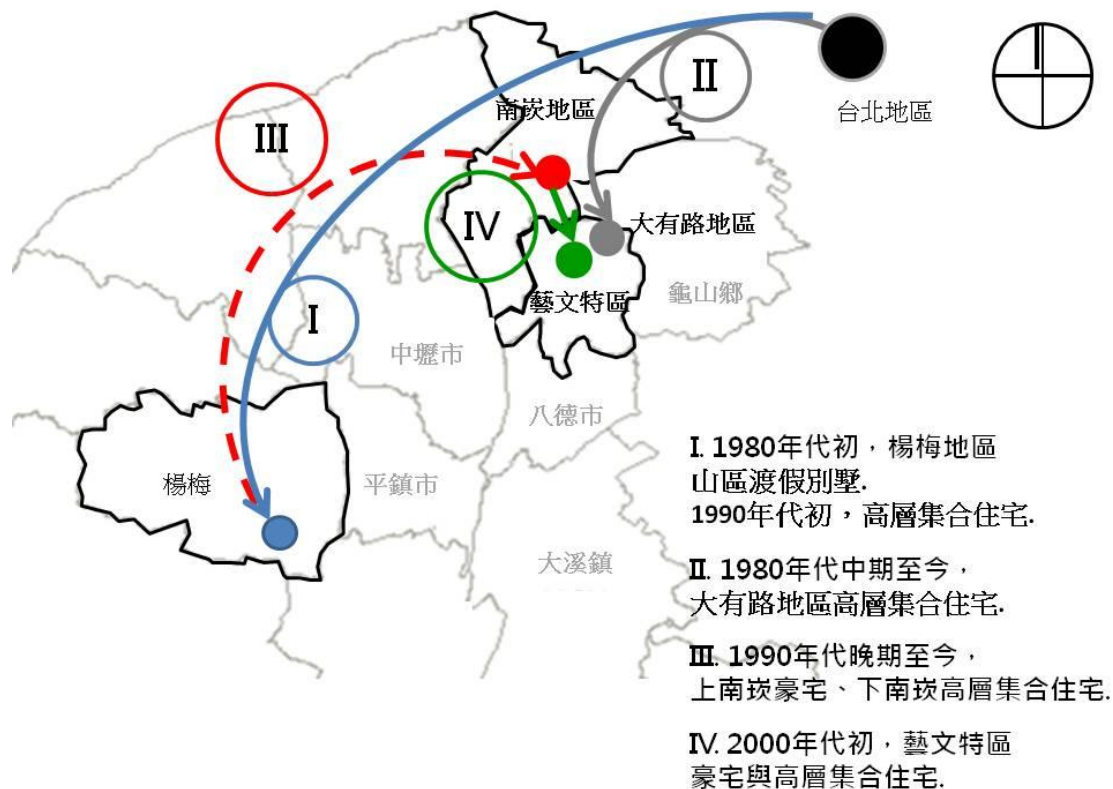 II
台北地區
南崁地區
III
IV
大有路地區
龜山鄉
藝文特區
I
中壢市
八德市
楊梅
平鎮市
大溪鎮
I. 1980年代初，楊梅地區
山區渡假別墅.
1990年代初，高層集合住宅.
II. 1980年代中期至今，
大有路地區高層集合住宅.
III. 1990年代晚期至今，
上南崁豪宅、下南崁高層集合住宅.
IV. 2000年代初，藝文特區
豪宅與高層集合住宅.